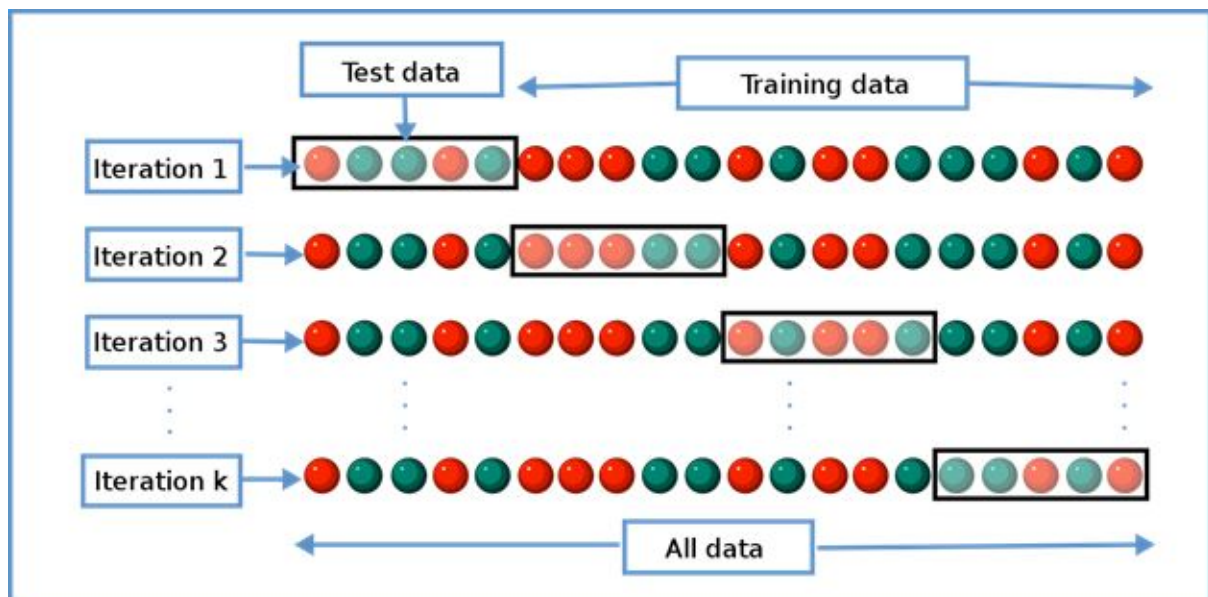 Test data
Training data
Iteration 1
Iteration 2
Iteration 3
Iteration k
All data